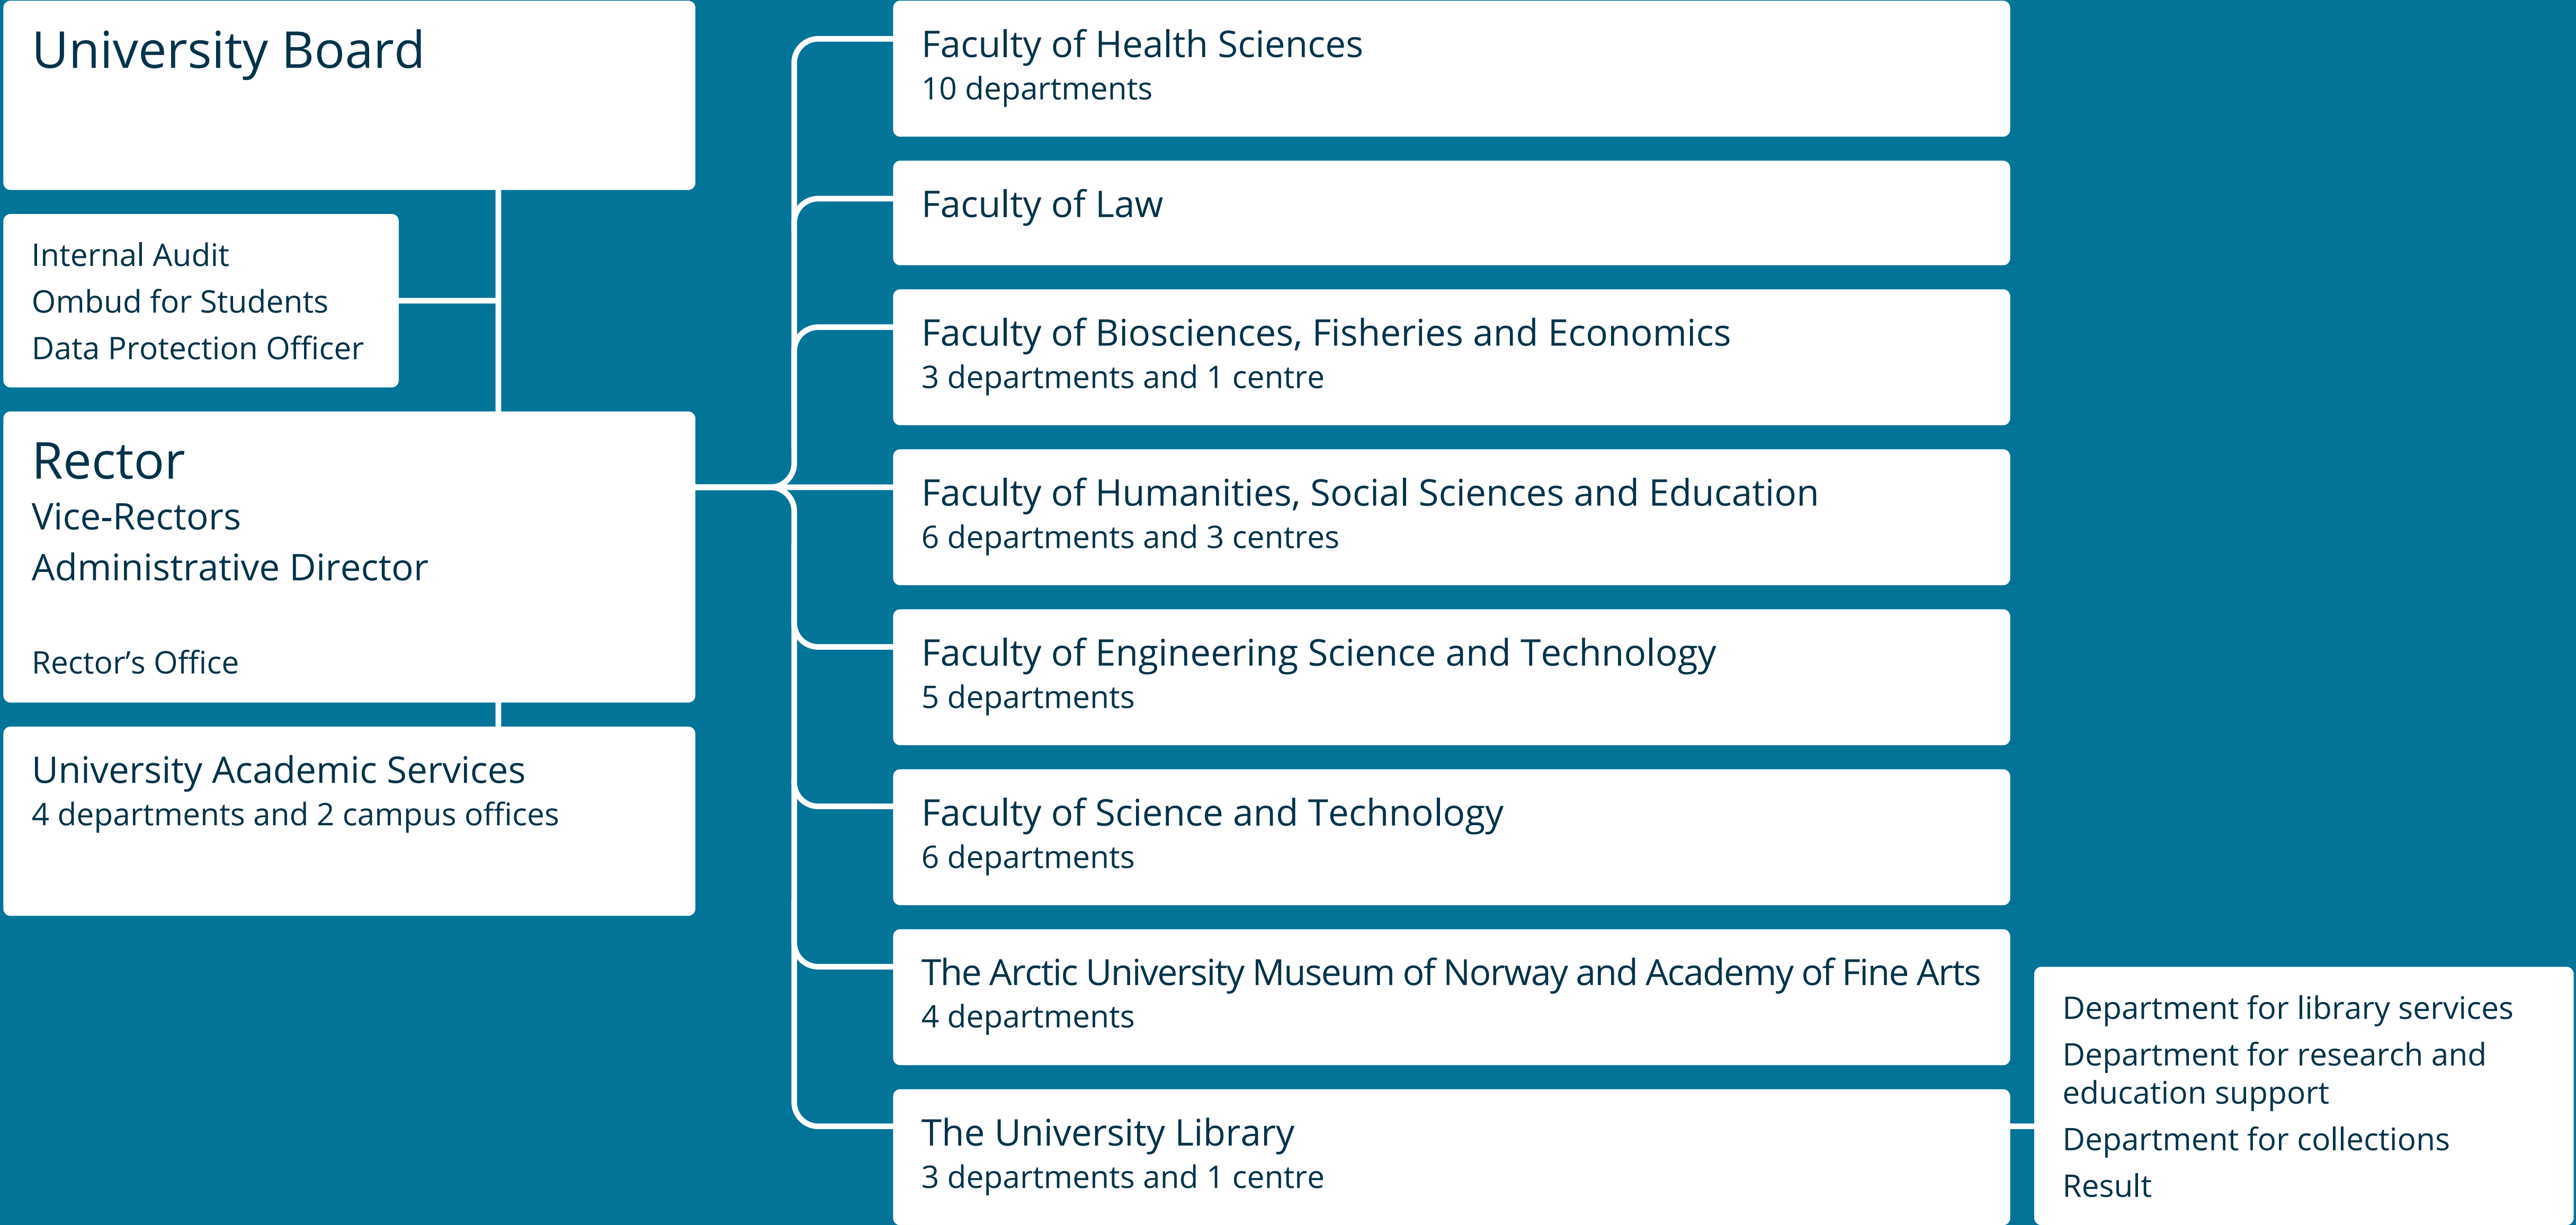 University Board
Internal Audit
Ombud for Students
Data Protection Officer
Rector
Vice-Rectors
Administrative Director
Rector’s Office
University Academic Services
4 departments and 2 campus offices
Faculty of Health Sciences
10 departments
Faculty of Law
Faculty of Biosciences, Fisheries and Economics
3 departments and 1 centre
Faculty of Humanities, Social Sciences and Education
6 departments and 3 centres
Faculty of Engineering Science and Technology
5 departments
Faculty of Science and Technology
6 departments
The Arctic University Museum of Norway and Academy of Fine Arts
4 departments
The University Library
3 departments and 1 centre
Department for library services
Department for research and
education support
Department for collections
Result